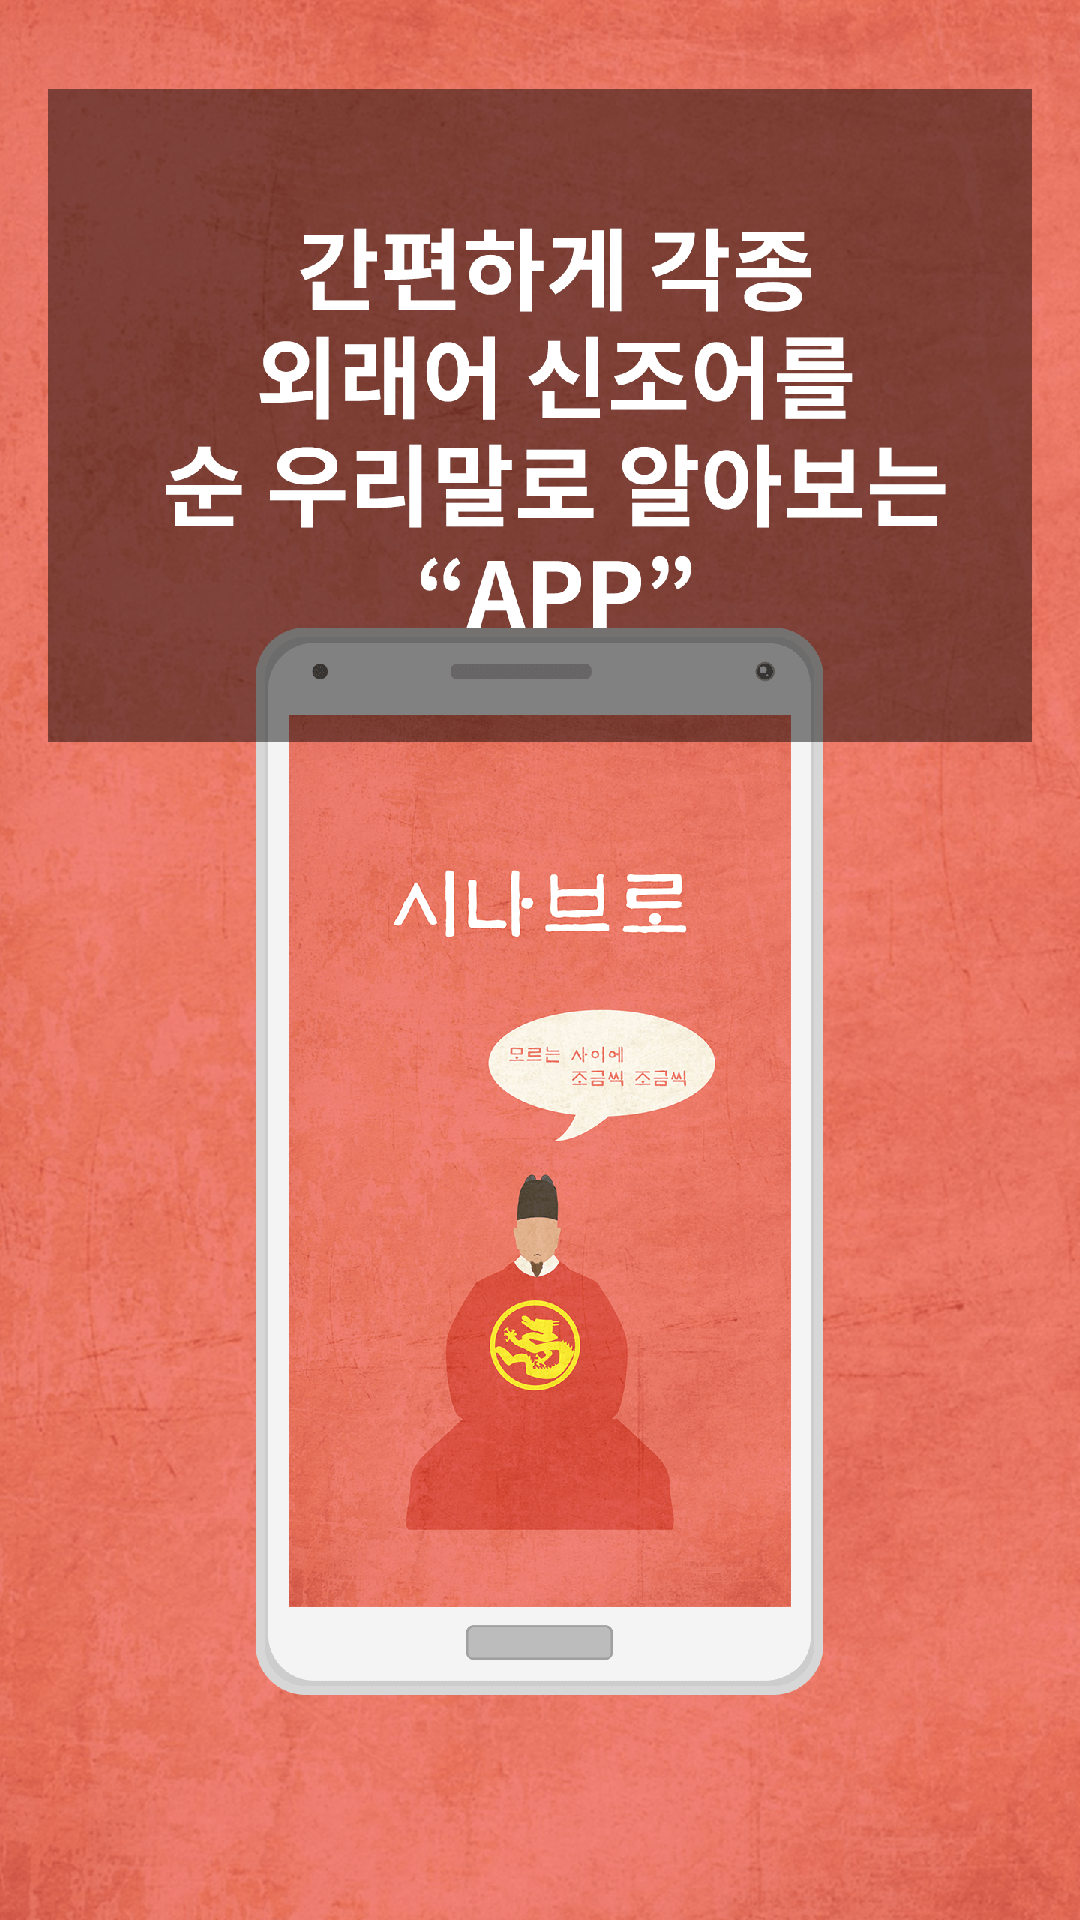 간편하게 각종
외래어 신조어를
순 우리말로 알아보는
“APP”
시나브로
모르는 사이에
조금씩 조금씩